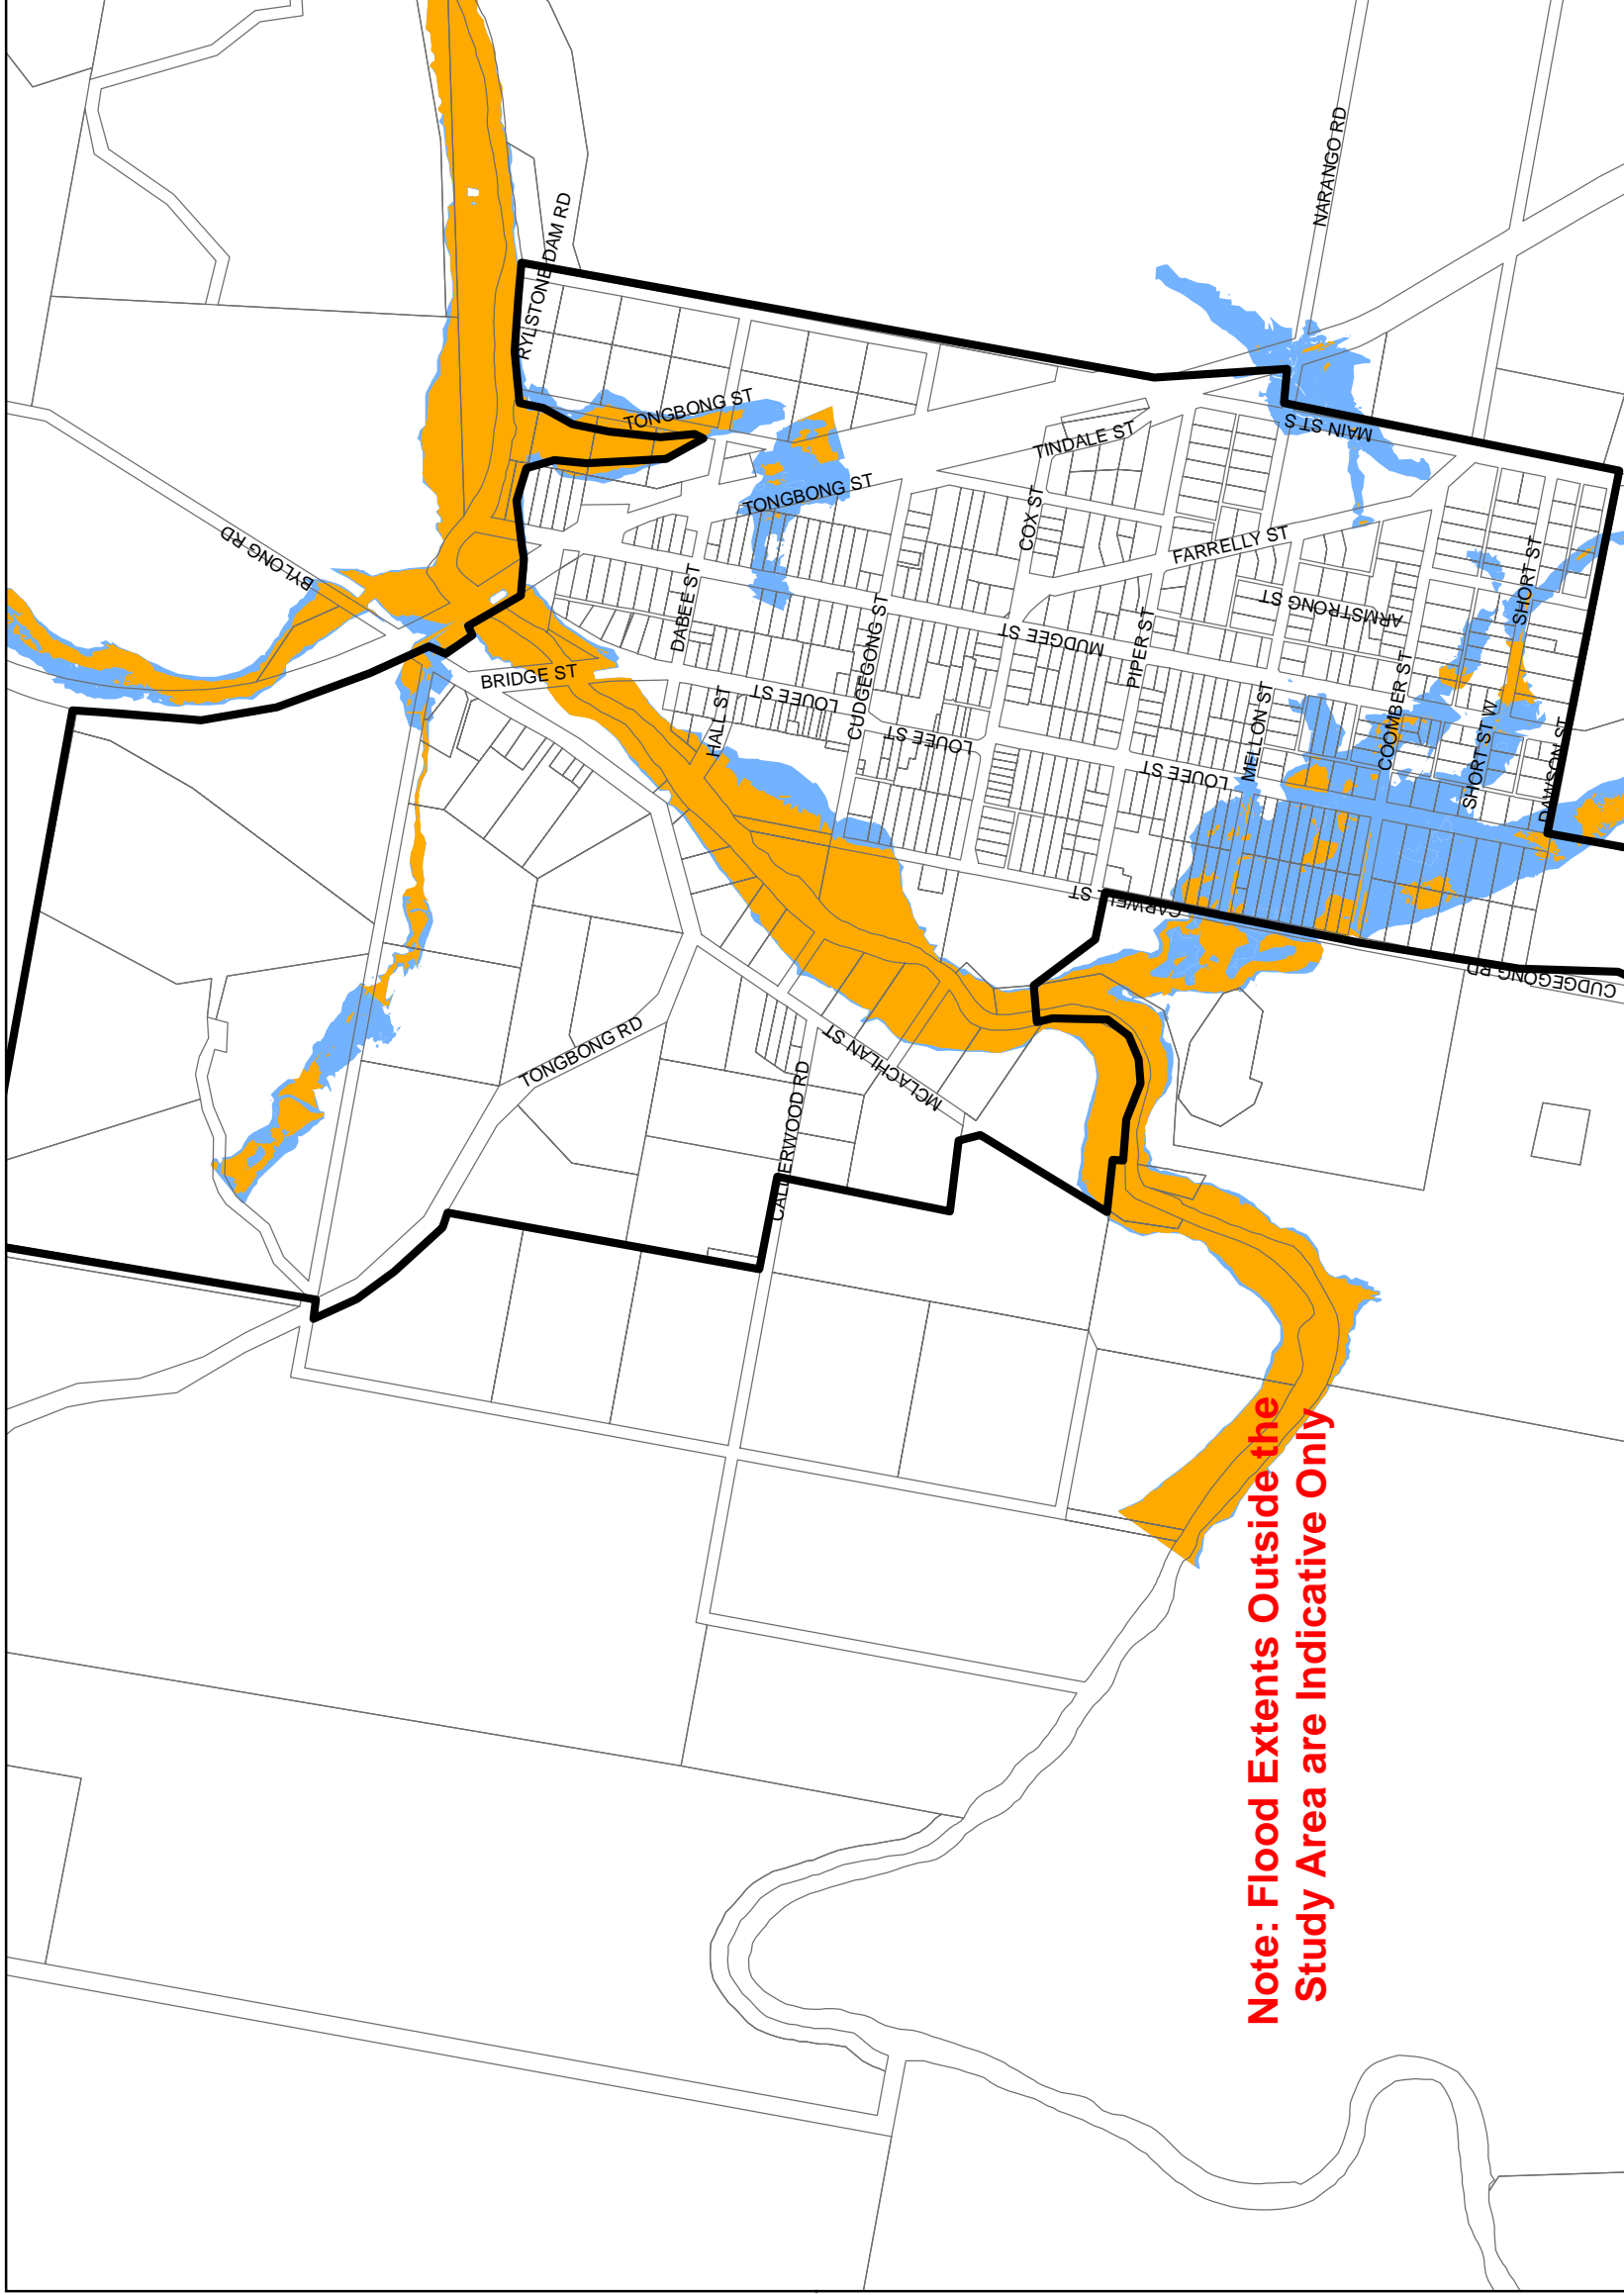 NARANGO RD
RYLSTONE DAM RD
TONGBONG ST
MAIN ST S
TINDALE ST
TONGBONG ST
COX ST
FARRELLY ST
BYLONG RD
SHORT ST
DABEE ST
ARMSTRONG ST
CUDGEGONG ST
MUDGEE ST
PIPER ST
BRIDGE ST
COOMBER ST
LOUEE ST
HALL ST
LOUEE ST
MELLON ST
SHORT ST W
LOUEE ST
DAWSON ST
CARWELL ST
CUDGEGONG RD
TONGBONG RD
MCLACHLAN ST
CALDERWOOD RD
Note: Flood Extents Outside the
Study Area are Indicative Only